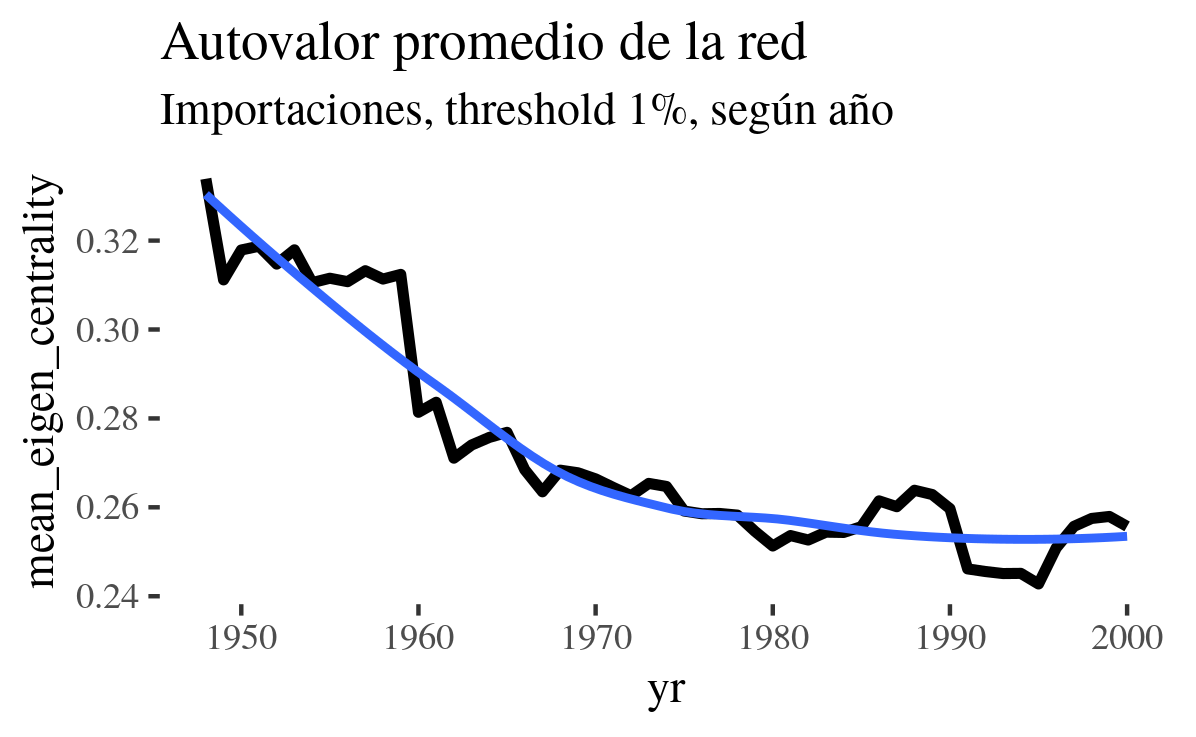 Autovalor promedio de la red
Importaciones, threshold 1%, según año
mean_eigen_centrality
0.32
0.30
0.28
0.26
0.24
1950 1960 1970 1980 1990 2000
yr